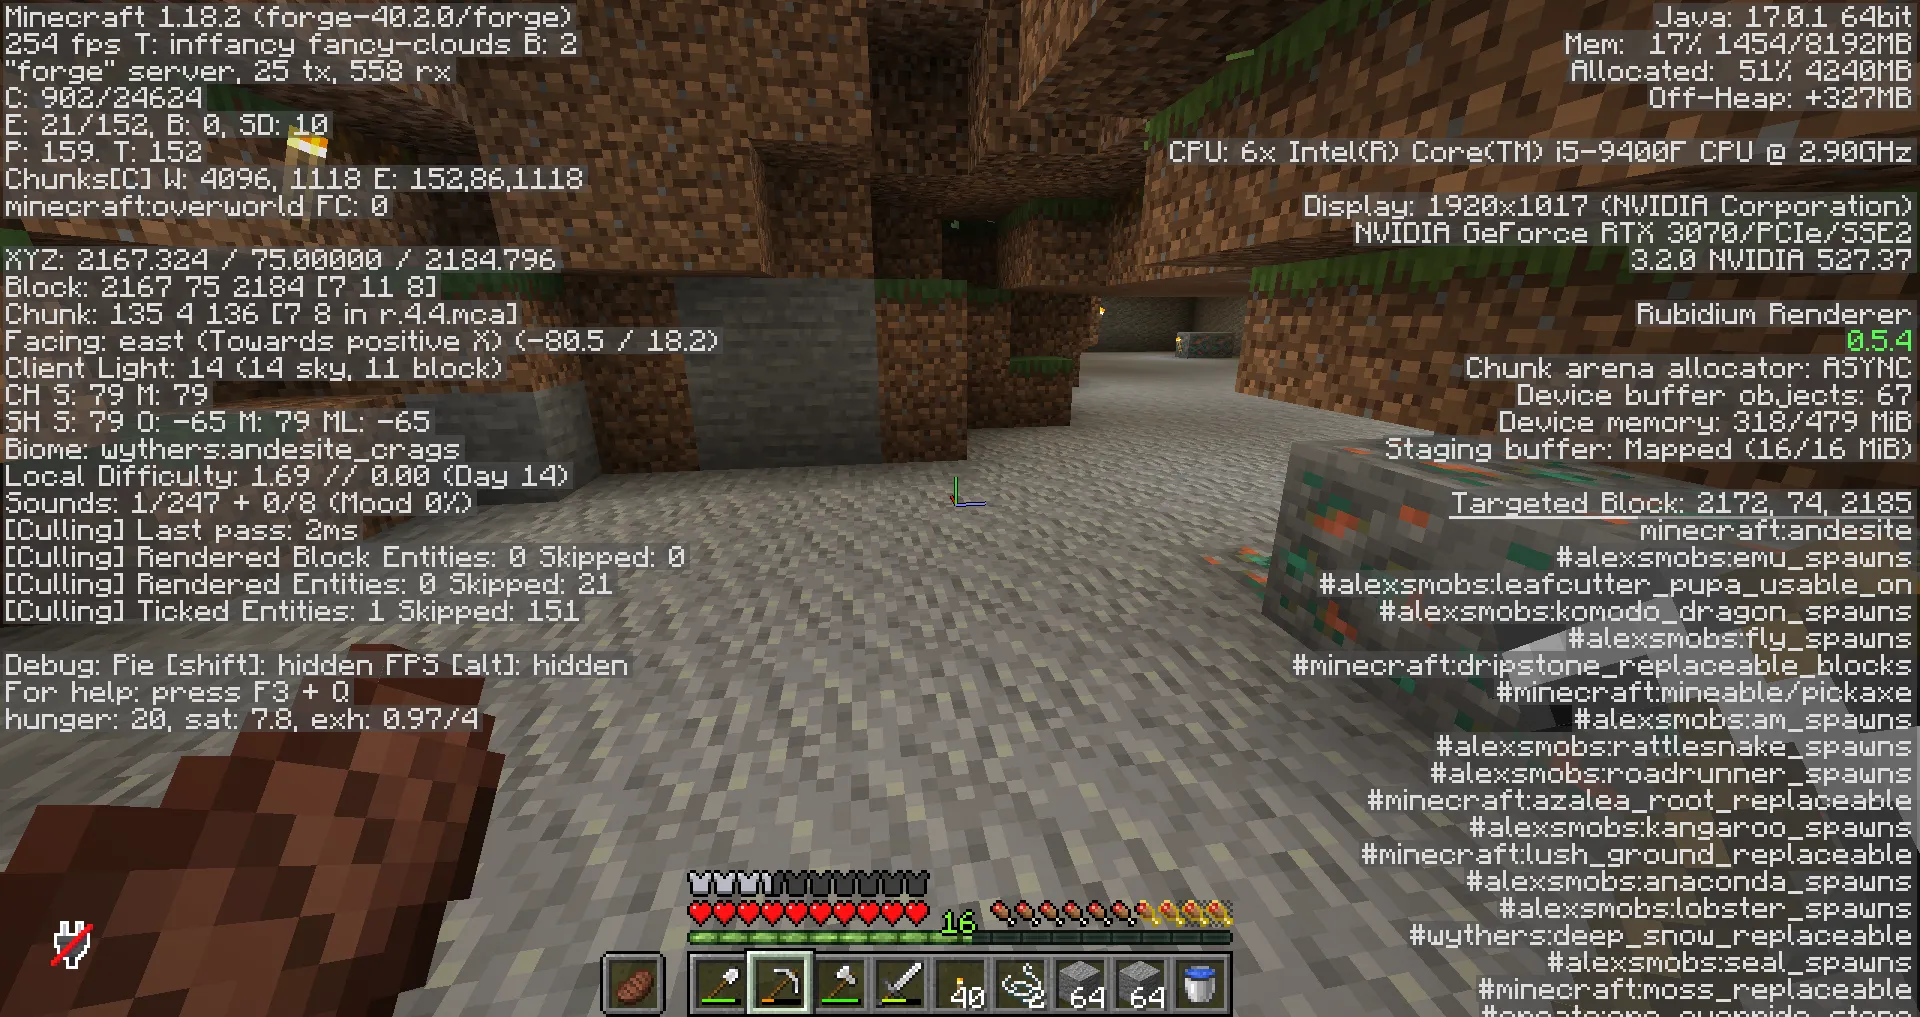 Minecraft 1.18.2 (forge-40.2.0/forge)
254 fps T: inffancy fancy-clouds B: 2
"forge" server, 25 tx, 558 rx
C: 902/24624
E: 21/152, B: 0, SD: 10
P: 159. T: 152
Chunks[C] W: 4096, 1118 E: 152,86,1118
minecraft:overworld FC: 0
XYZ: 2167.324 / 75.00000 / 2184.796
Block: 2167 75 2184 [7 11 8]
Chunk: 135 4 136 [7 8 in r.4.4.mca]
Facing: east (Towards positive X) (-80.5 / 18.2)
Client Light: 14 (14 sky, 11 block)
CH S: 79 M: 79
SH S: 79 O: -65 M: 79 ML: -65
Biome: wythers:andesite_crags
Local Difficulty: 1.69 // 0.00 (Day 14)
Sounds: 1/247 + 0/8 (Mood 0%)
[Culling] Last pass: 2ms
[Culling] Rendered Block Entities: 0 Skipped: 0
[Culling] Rendered Entities: 0 Skipped: 21
[Culling] Ticked Entities: 1 Skipped: 151
Debug: Pie [shift]: hidden FPS [alt]: hidden
For help: press F3 + Q
hunger: 20, sat: 7.8, exh: 0.97/4
Java: 17.0.1 64bit
Mem: 17% 1454/8192MB
Allocated: 51% 4240MB
Off-Heap: +327MB
CPU: 6x Intel(R) Core(TM) i5-9400F CPU @ 2.90GHz
Display: 1920x1017 (NVIDIA Corporation)
NVIDIA GeForce RTX 3070/PCIe/SSE2
3.2.0 NVIDIA 527.37
Rubidium Renderer
0.5.4
Chunk arena allocator: ASYNC
Device buffer objects: 67
Device memory: 318/479 MiB
Staging buffer: Mapped (16/16 MiB)
Targeted Block: 2172, 74, 2185
minecraft:andesite
#alexsmobs:emu_spawns
#alexsmobs:leafcutter_pupa_usable_on
#alexsmobs:komodo_dragon_spawns
#alexsmobs:fly_spawns
#minecraft:dripstone_replaceable_blocks
#minecraft:mineable/pickaxe
#alexsmobs:am_spawns
#alexsmobs:rattlesnake_spawns
#alexsmobs:roadrunner_spawns
#minecraft:azalea_root_replaceable
#alexsmobs:kangaroo_spawns
#minecraft:lush_ground_replaceable
#alexsmobs:anaconda_spawns
#alexsmobs:lobster_spawns
#wythers:deep_snow_replaceable
#alexsmobs:seal_spawns
#minecraft:moss_replaceable
16
40 2 64 64